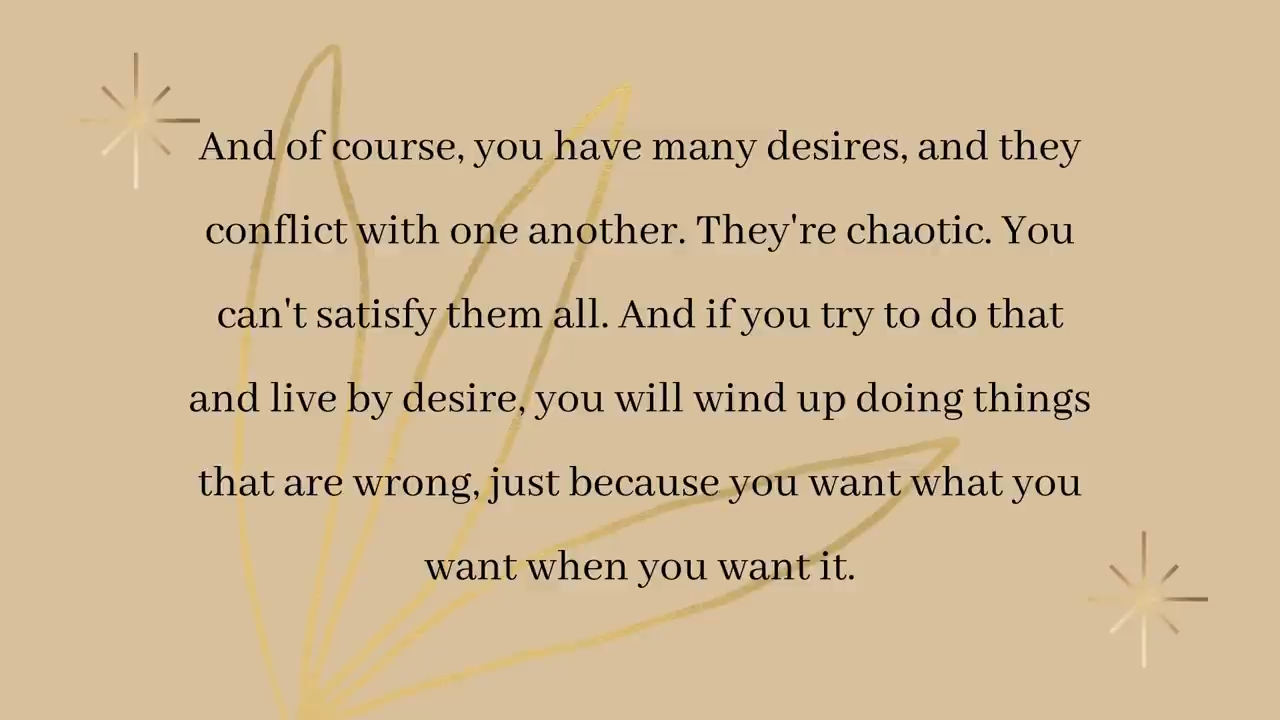 And of course, you have many desires, and they
conflict with one another. They're chaotic. You
can't satisfy them all. And if you try to do that
and live by desire, you will wind up doing things
that are wrong, just because you want what you
want when you want it.